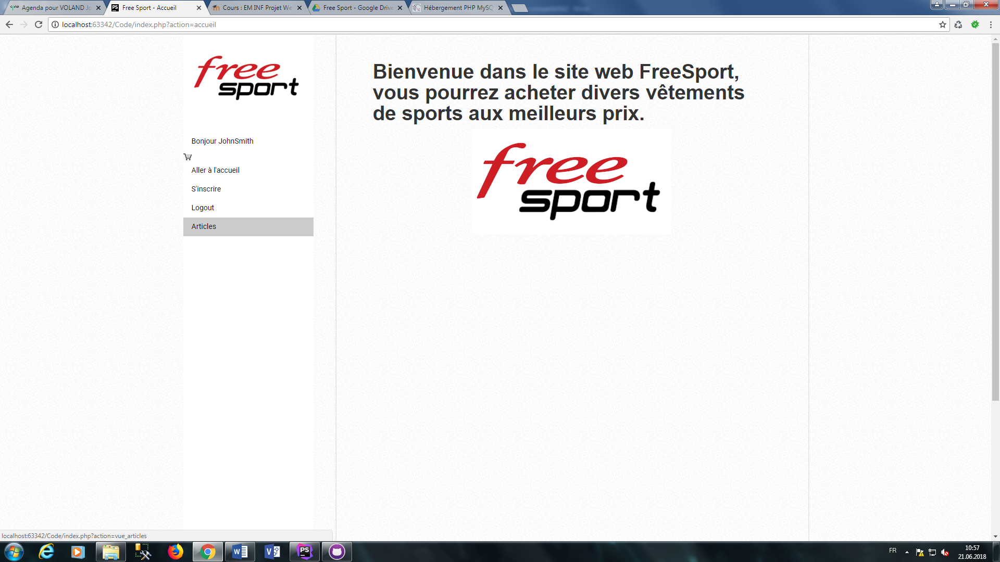 Agenda pour VOLAND Jo
Free Sport - Accueil
Cours : EM INF Projet We
Free Sport - Google Drive
Hébergement PHP MySQ
localhost:63342/Code/index.php?action=accueil
free
sport
Bonjour JohnSmith
Aller à l'accueil
S'inscrire
Logout
Articles
Bienvenue dans le site web FreeSport,
vous pourrez acheter divers vêtements
de sports aux meilleurs prix.
free
sport
localhost:63342/Code/index.php?action=vue_articles
FR
10:57
21.06.2018